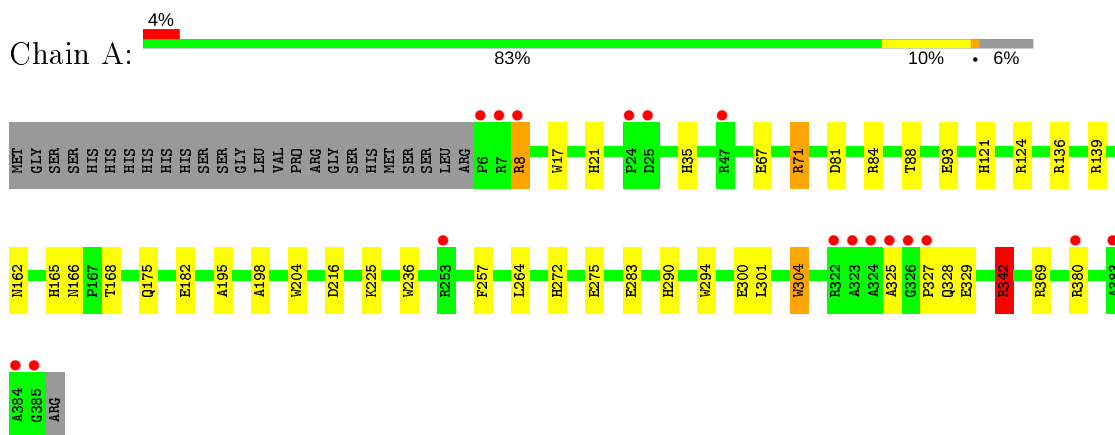 4%
Chain A:
83% 10% • 6%
MET GLY SER SER HIS HIS HIS HIS HIS HIS SER SER GLY LEU VAL PRO ARG GLY SER HIS MET SER SER LEU ARG P6 R7 R8 W17 H21 P24 D25 H35 R47 E67 R71 D81 R84 T88 E93 H121 R124 R136 R139
N162 H165 N166 P167 T168 Q175 E182 A195 A198 W204 D216 K225 W236 R253 F257 L264 H272 E275 E283 H290 W294 E300 L301 W304 R322 A323 A324 A325 G326 P327 Q328 E329 R342 R369 R380 A383
A384 G385 ARG